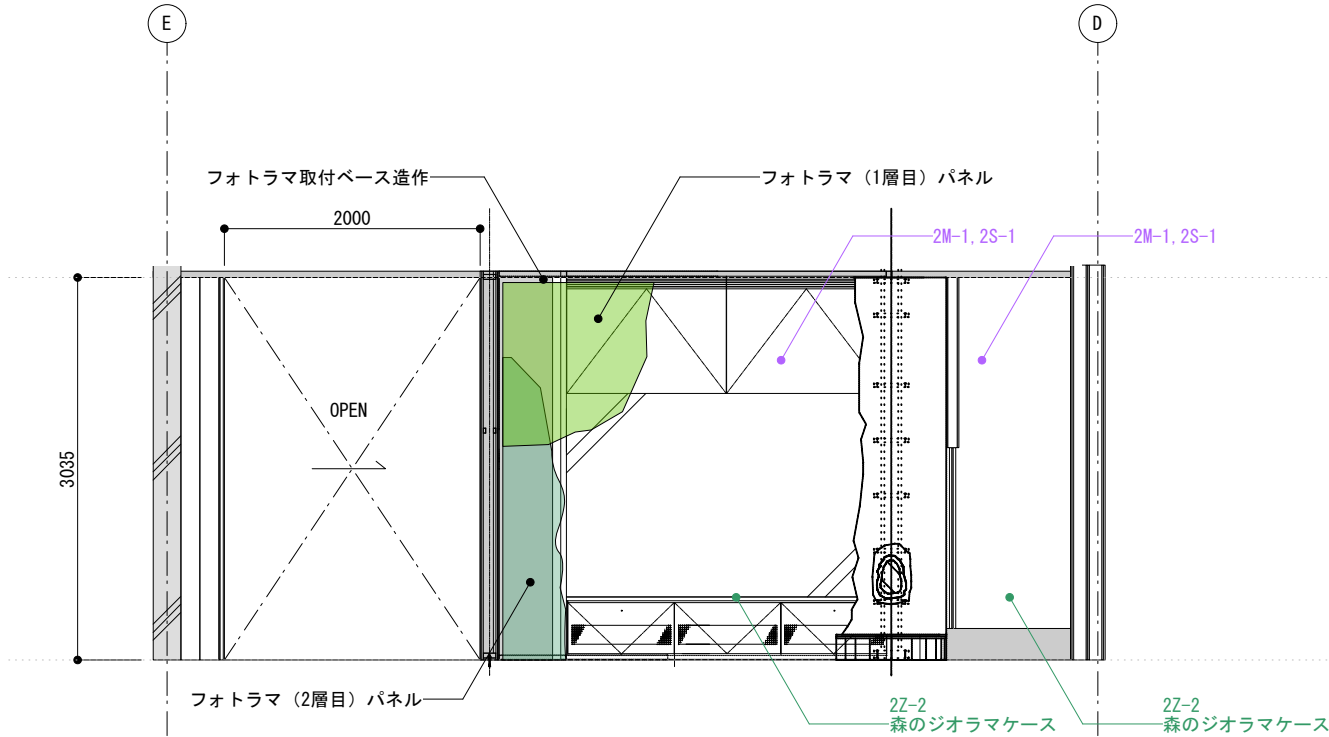 E
D
フォトラマ取付ベース造作
フォトラマ（1層目）パネル
2000
2M-1,2S-1
2M-1,2S-1
OPEN
3035
フォトラマ（2層目）パネル
2Z-2
森のジオラマケース
2Z-2
森のジオラマケース